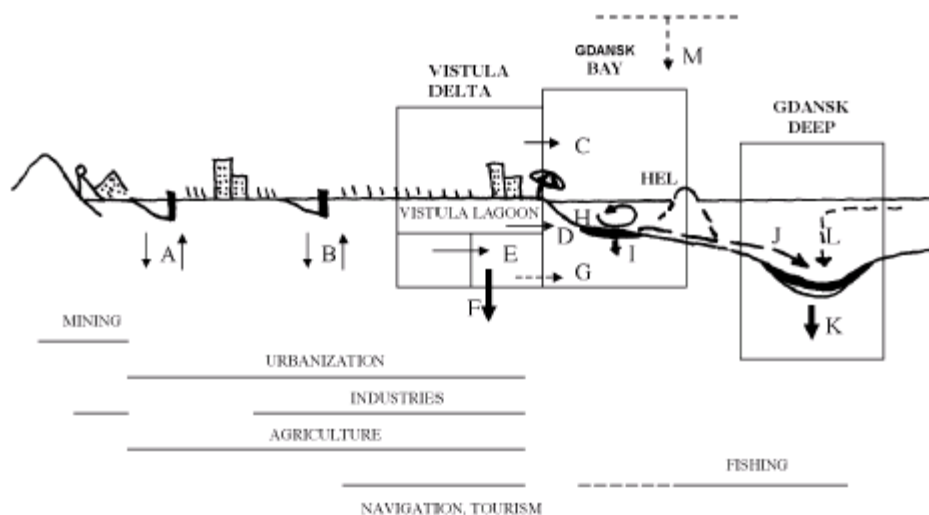 GDANSK
BAY
M
VISTULA
DELTA
GDANSK
DEEP
C
HEL
VISTULA LAGOON
H
D
J
L
A
B
E
I
G
F
K
MINING
URBANIZATION
INDUSTRIES
AGRICULTURE
FISHING
NAVIGATION, TOURISM